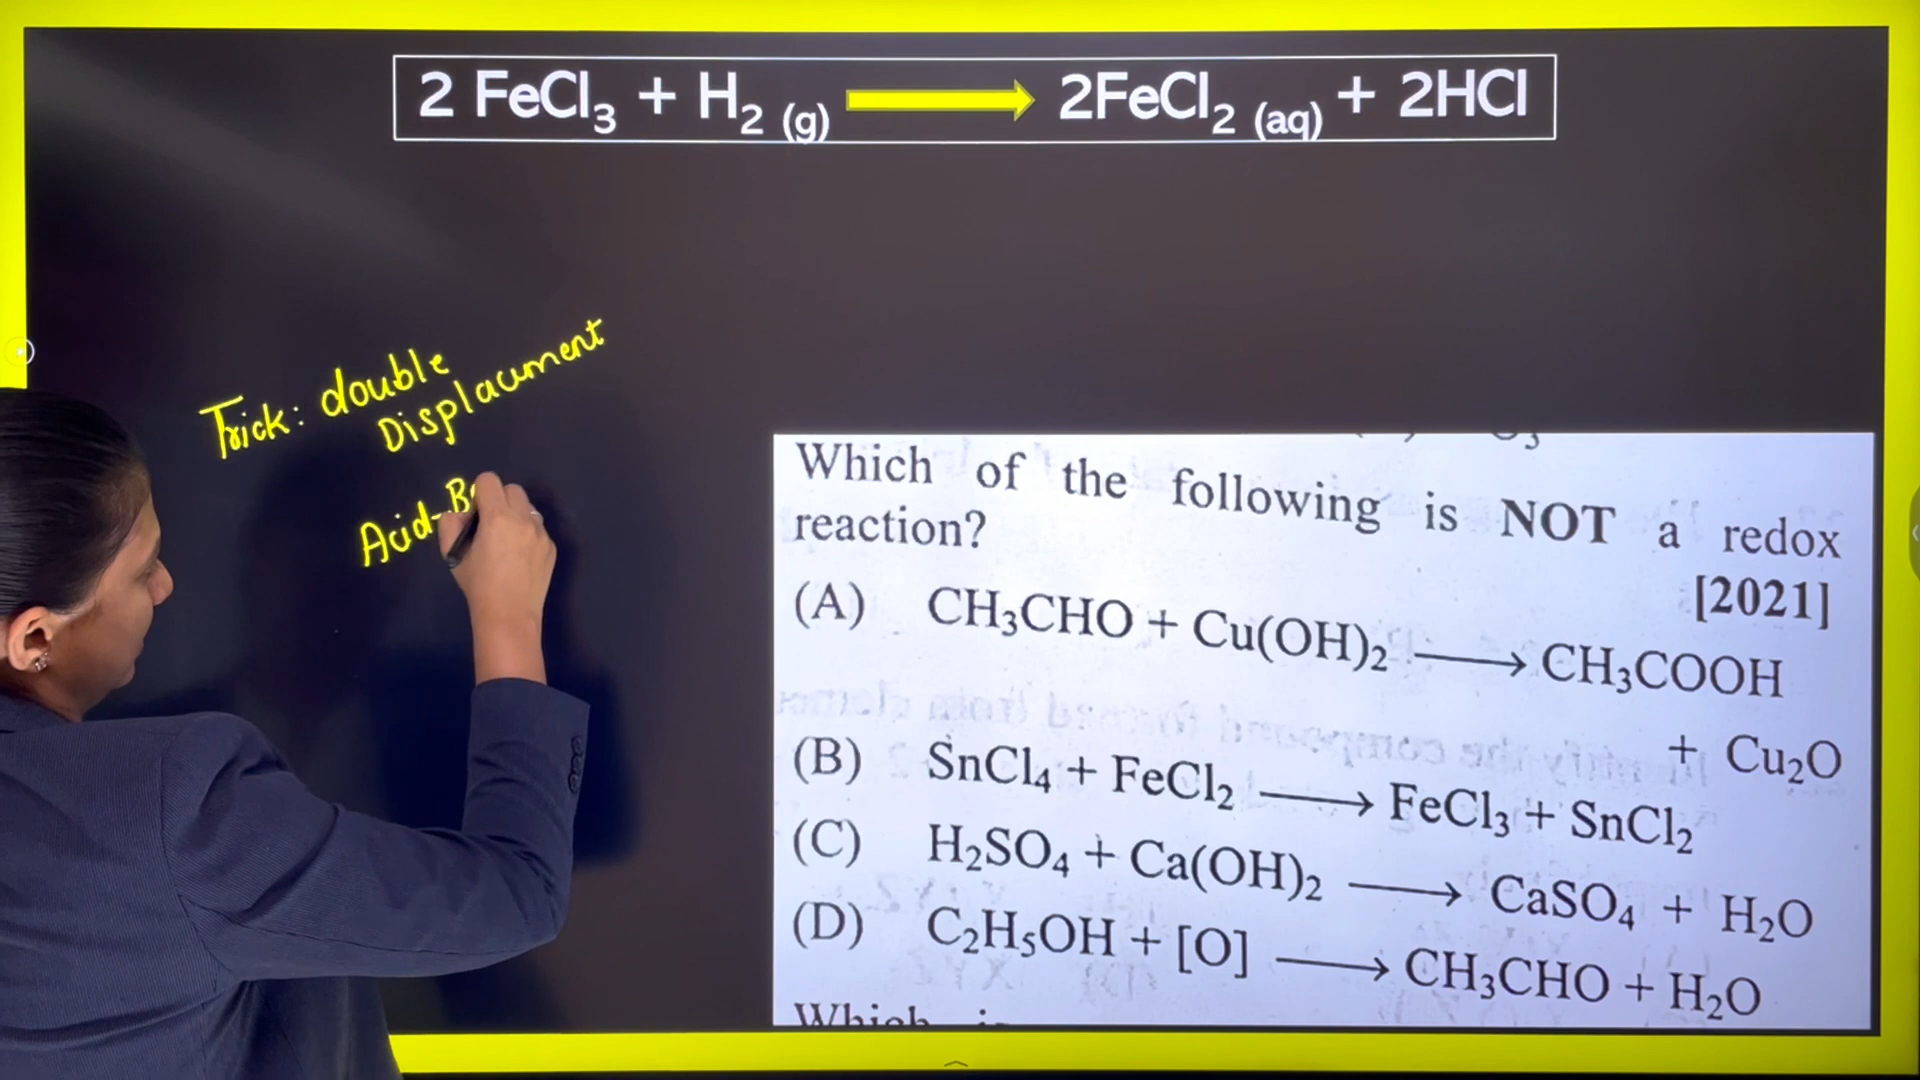 2 FeCl₃ + H₂ (g) ⟶ 2FeCl₂ (aq) + 2HCl
Trick: double
Displacement
Acid-B
Which of the following is NOT a redox
reaction?
[2021]
(A) CH₃CHO + Cu(OH)₂ ⟶ CH₃COOH
+ Cu₂O
(B) SnCl₄ + FeCl₂ ⟶ FeCl₃ + SnCl₂
(C) H₂SO₄ + Ca(OH)₂ ⟶ CaSO₄ + H₂O
(D) C₂H₅OH + [O] ⟶ CH₃CHO + H₂O